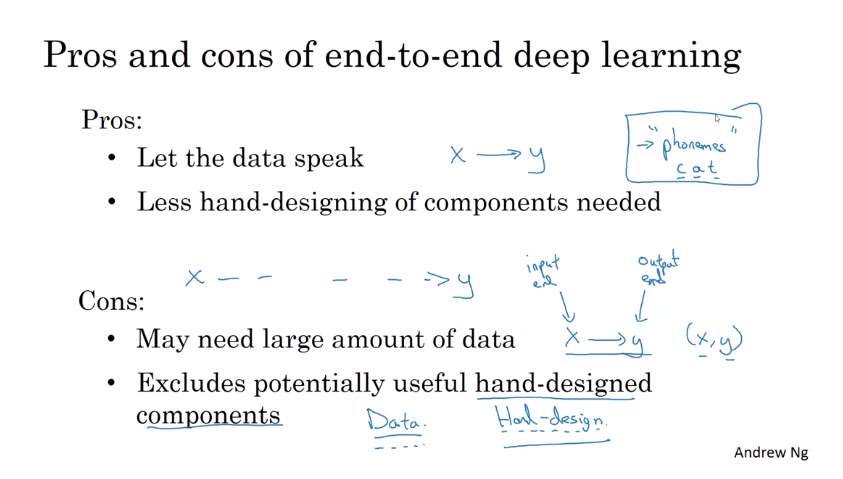 Pros and cons of end-to-end deep learning
Pros:
• Let the data speak
x → y
→ "phonemes"
c a t
• Less hand-designing of components needed
x — — — — -> y
input
end
output
end
Cons:
• May need large amount of data
x → y
(x, y)
• Excludes potentially useful hand-designed
components
Data.
Hand-design.
Andrew Ng